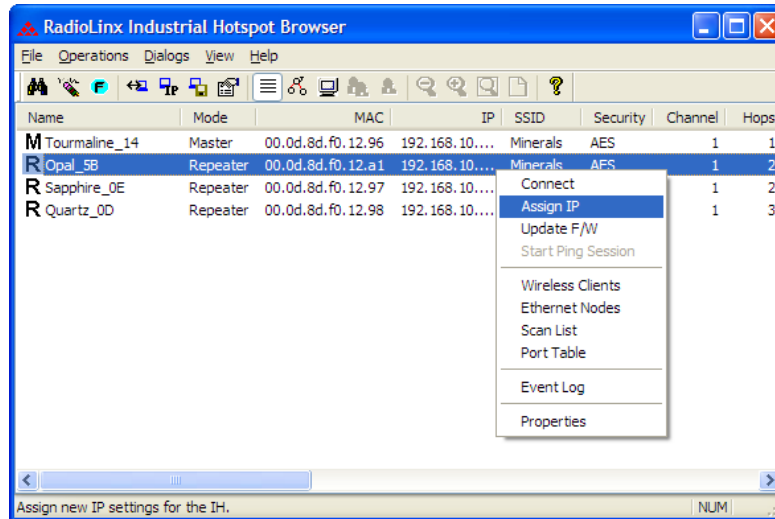 RadioLinx Industrial Hotspot Browser
File Operations Dialogs View Help
Name Mode MAC IP SSID Security Channel Hops
M Tourmaline_14 Master 00.0d.8d.f0.12.96 192.168.10.... Minerals AES 1 1
R Opal_5B Repeater 00.0d.8d.f0.12.a1 192.168.10.... Minerals AES 1 2
R Sapphire_0E Repeater 00.0d.8d.f0.12.97 192.168.10.... 1 2
R Quartz_0D Repeater 00.0d.8d.f0.12.98 192.168.10.... 1 3
Connect
Assign IP
Update F/W
Start Ping Session
Wireless Clients
Ethernet Nodes
Scan List
Port Table
Event Log
Properties
Assign new IP settings for the IH. NUM